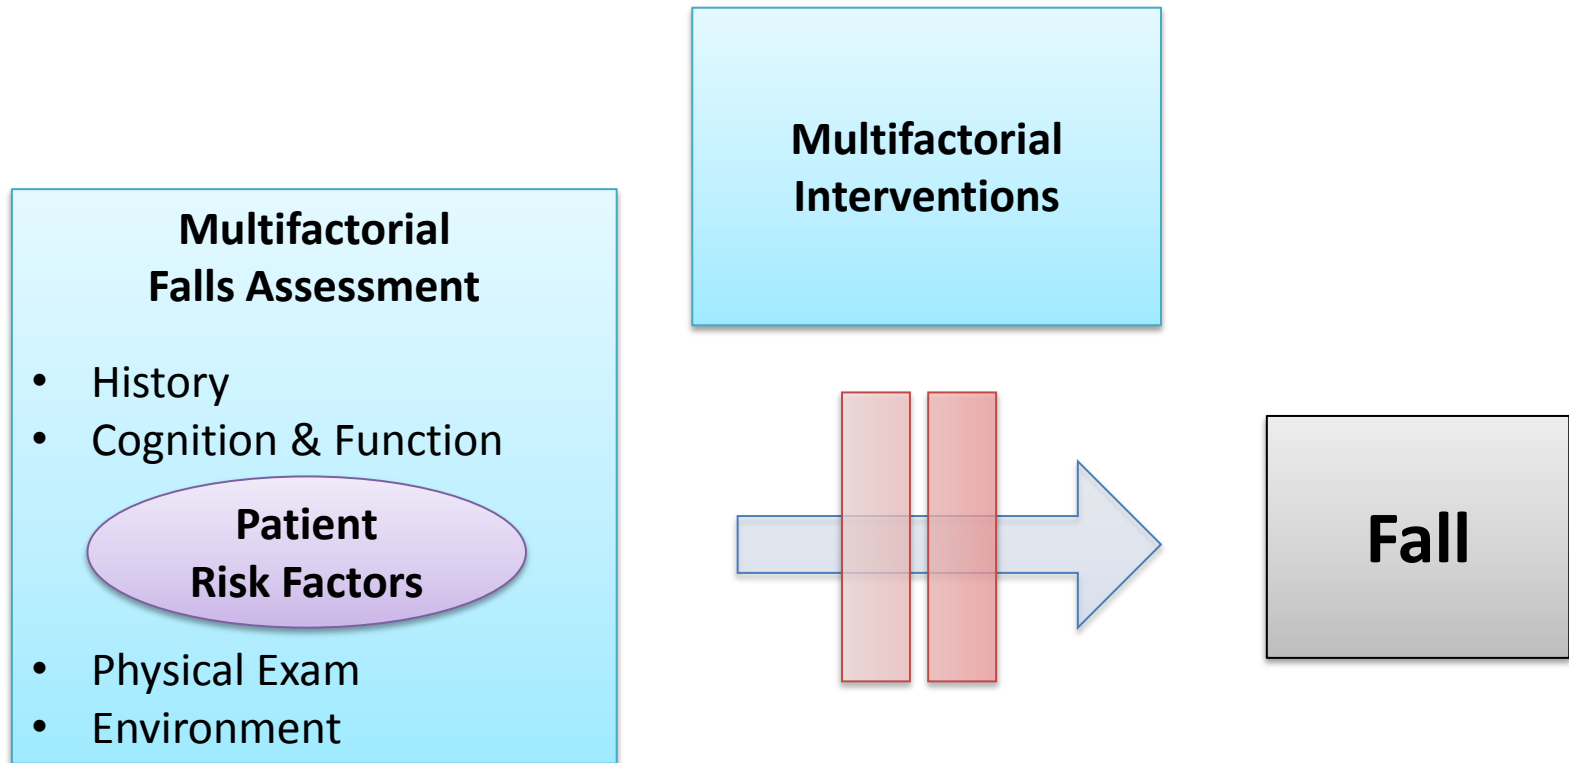 Multifactorial
Interventions
Multifactorial
Falls Assessment
• History
• Cognition & Function
Patient
Risk Factors
• Physical Exam
• Environment
Fall